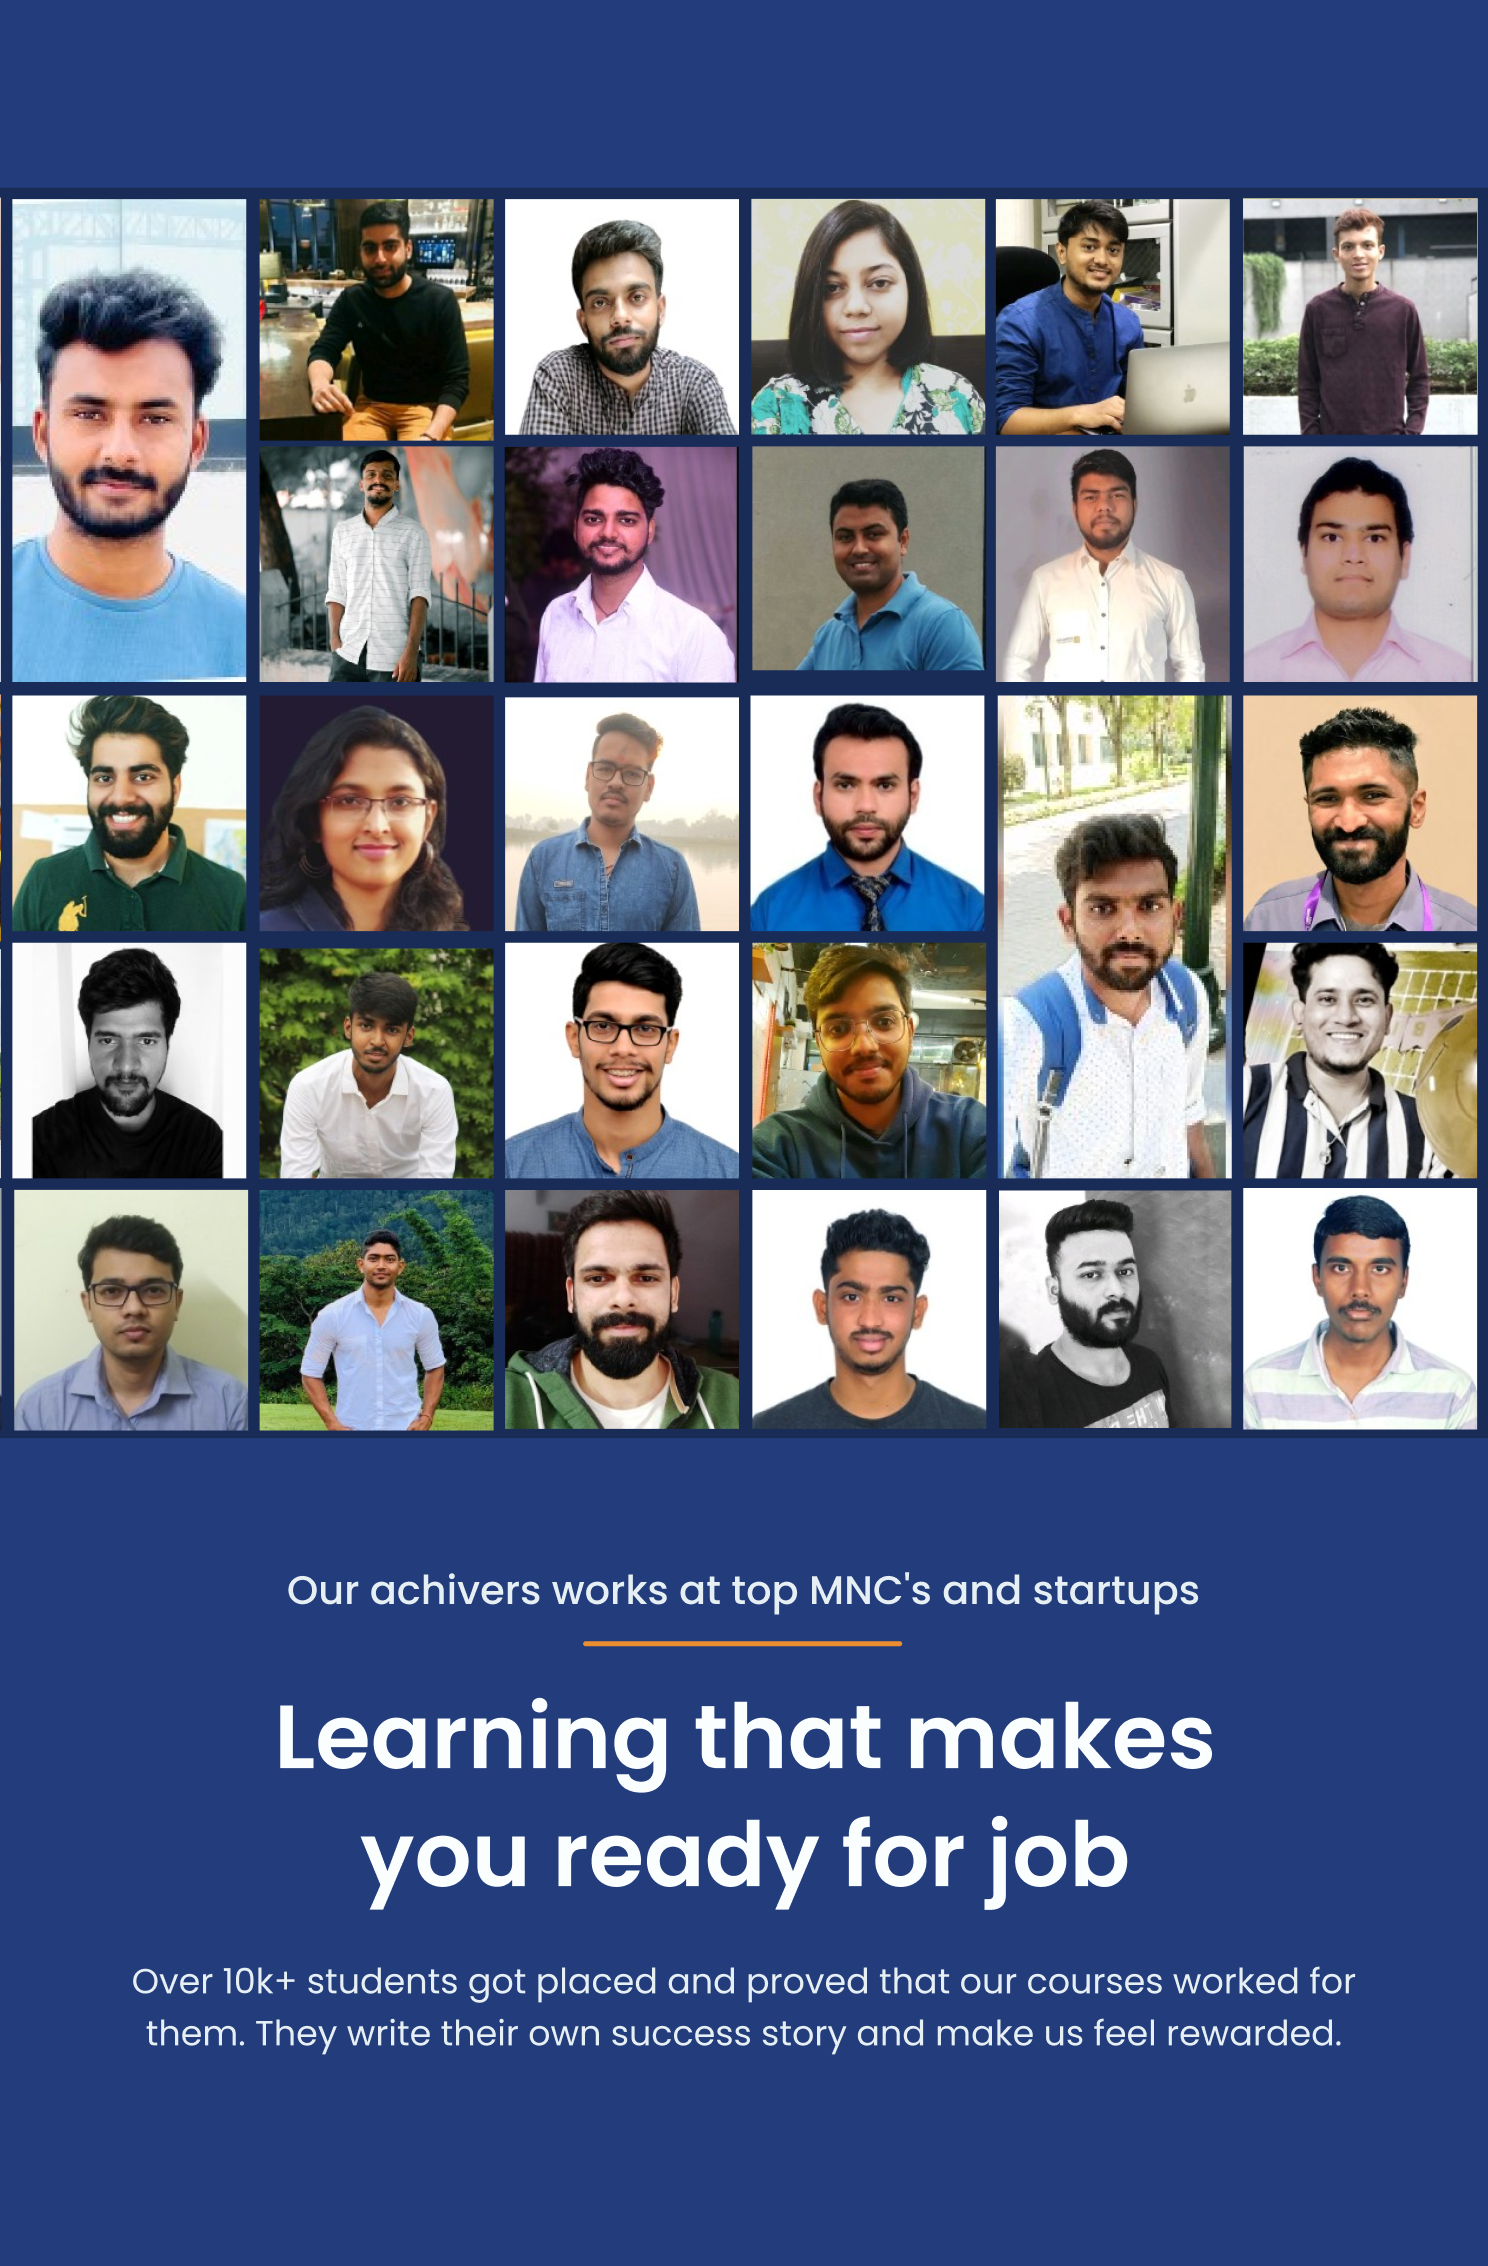 Our achivers works at top MNC's and startups
Learning that makes
you ready for job
Over 10k+ students got placed and proved that our courses worked for
them. They write their own success story and make us feel rewarded.